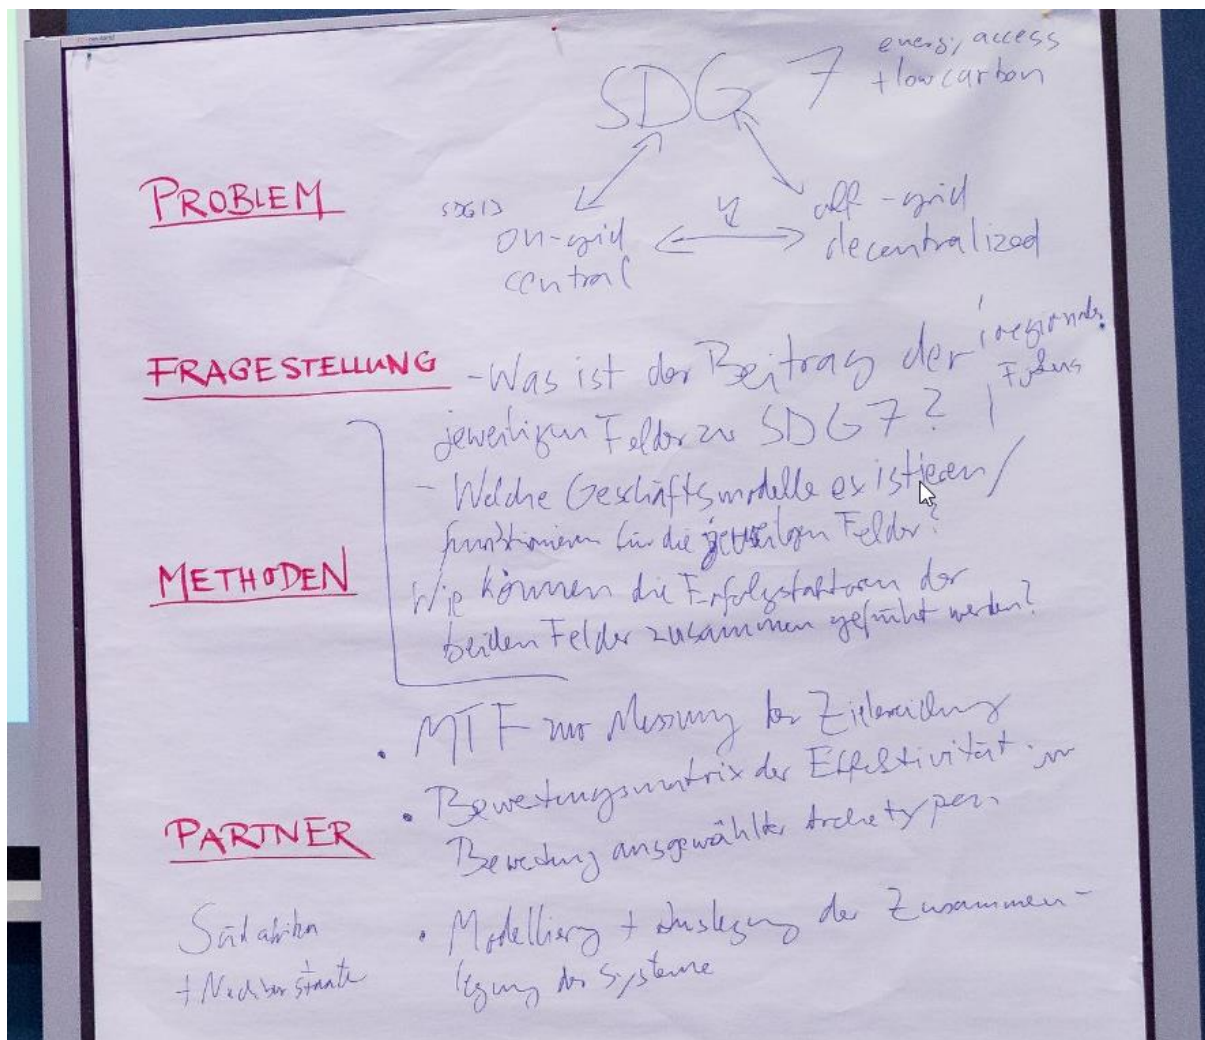 energy access
SDG 7 + low carbon
PROBLEM
off-grid
on-grid decentralized
central
FRAGESTELLUNG - Was ist der Beitrag der
jeweiligen Felder zu SDG 7? regionaler Fokus
- Welche Geschäftsmodelle existieren/
funktionieren für die jeweiligen Felder?
METHODEN
Wie können die Erfolgsfaktoren der
beiden Felder zusammen geführt werden?
• MTF zur Messung der Zielerreichung
• Bewertungsmatrix der Effektivität zur
Bewertung ausgewählter Archetypen
PARTNER
Südafrika
+ Nachbarstaaten
• Modellierung + Auslegung der Zusammen-
legung der Systeme